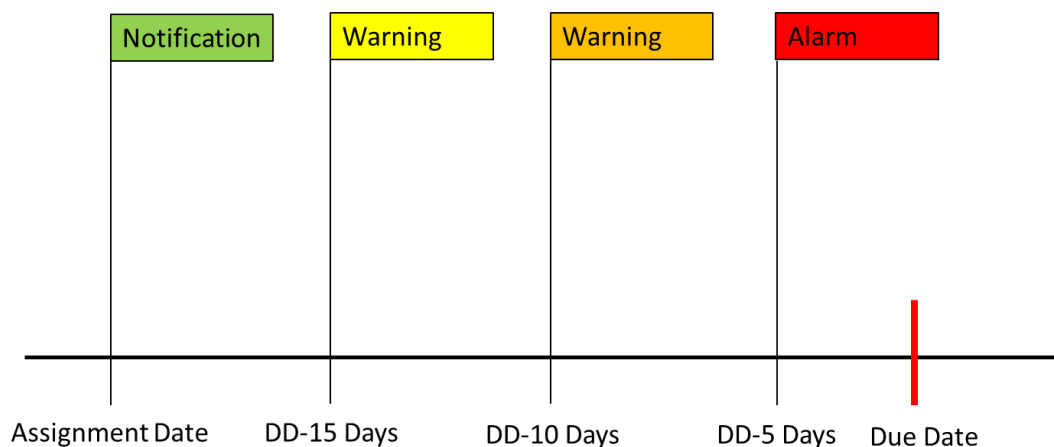 Notification
Warning
Warning
Alarm
Assignment Date
DD-15 Days
DD-10 Days
DD-5 Days
Due Date